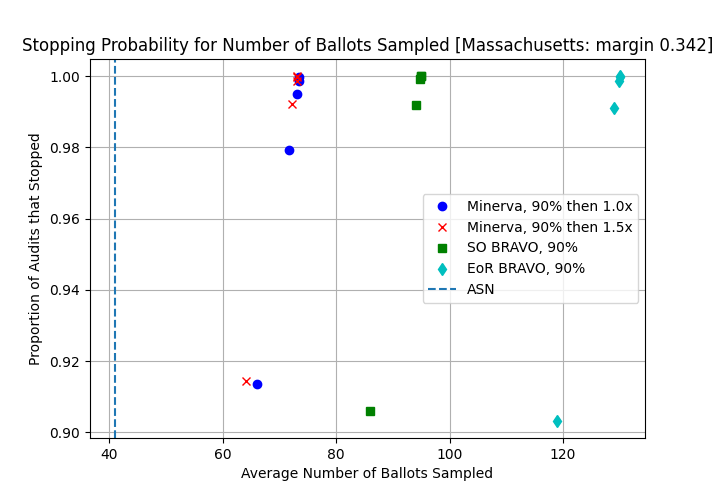 Stopping Probability for Number of Ballots Sampled [Massachusetts: margin 0.342]
1.00
0.98
0.96
0.94
0.92
0.90
Proportion of Audits that Stopped
Minerva, 90% then 1.0x
Minerva, 90% then 1.5x
SO BRAVO, 90%
EoR BRAVO, 90%
ASN
40 60 80 100 120
Average Number of Ballots Sampled